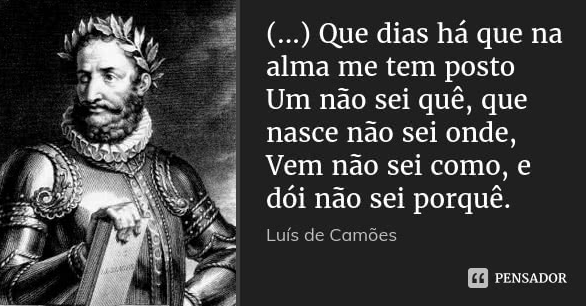 (...) Que dias há que na
alma me tem posto
Um não sei quê, que
nasce não sei onde,
Vem não sei como, e
dói não sei porquê.
Luís de Camões
PENSADOR